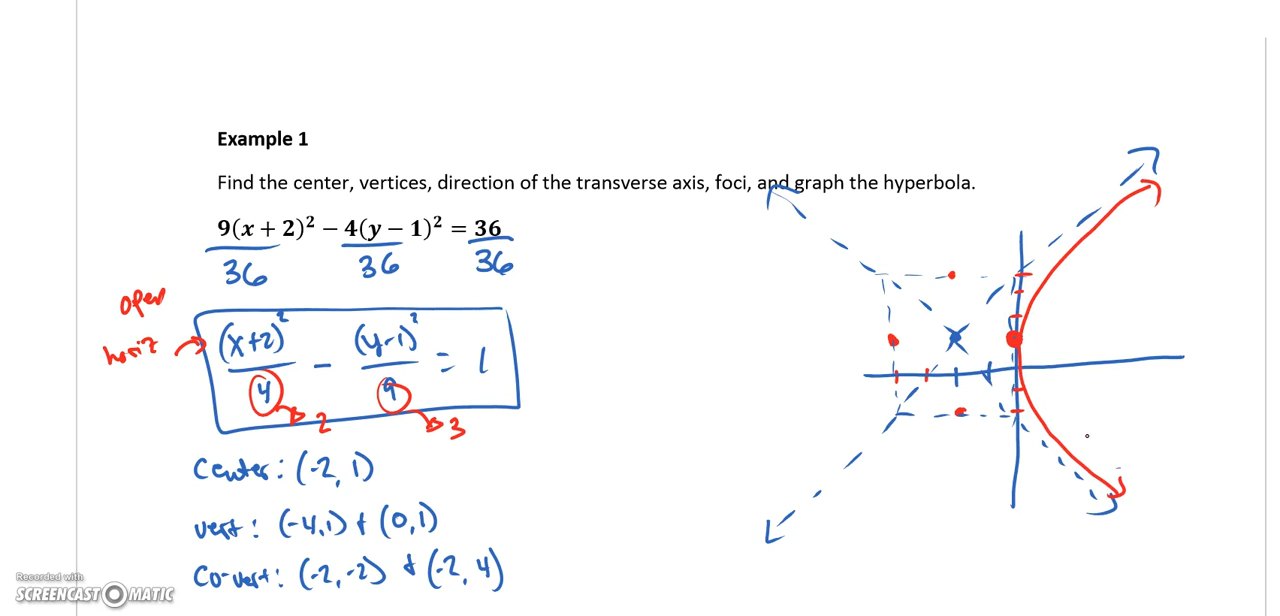 Example 1
Find the center, vertices, direction of the transverse axis, foci, and graph the hyperbola.
9(x + 2)² − 4(y − 1)² = 36
36 36 36
open
horiz
(x+2)² / 4 − (y-1)² / 9 = 1
2 3
Center: (-2, 1)
vert: (-4,1) + (0,1)
Co-vert: (-2,-2) + (-2, 4)
Recorded with
SCREENCAST MATIC